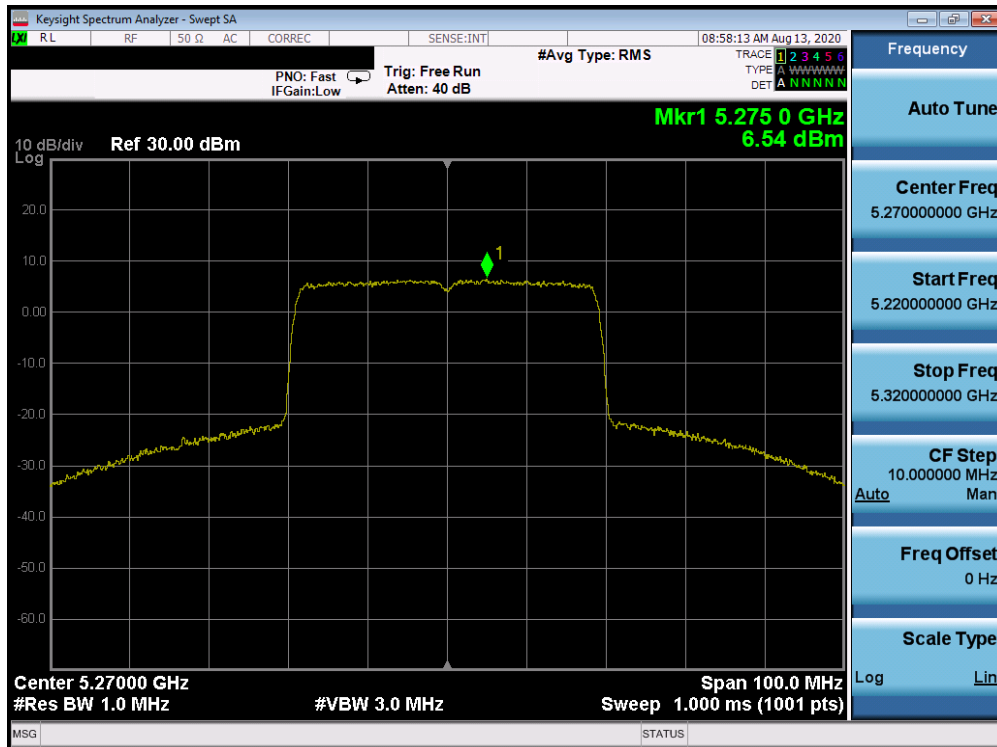 Keysight Spectrum Analyzer - Swept SA
LXI RL RF 50 Ω AC CORREC SENSE:INT 08:58:13 AM Aug 13, 2020
#Avg Type: RMS TRACE 1 2 3 4 5 6
PNO: Fast Trig: Free Run TYPE A WWWWW
IFGain:Low Atten: 40 dB DET A N N N N N
Mkr1 5.275 0 GHz
10 dB/div Ref 30.00 dBm 6.54 dBm
Log
20.0
10.0
1
0.00
-10.0
-20.0
-30.0
-40.0
-50.0
-60.0
Center 5.27000 GHz Span 100.0 MHz
#Res BW 1.0 MHz #VBW 3.0 MHz Sweep 1.000 ms (1001 pts)
MSG STATUS
Frequency
Auto Tune
Center Freq
5.270000000 GHz
Start Freq
5.220000000 GHz
Stop Freq
5.320000000 GHz
CF Step
10.000000 MHz
Auto Man
Freq Offset
0 Hz
Scale Type
Log Lin